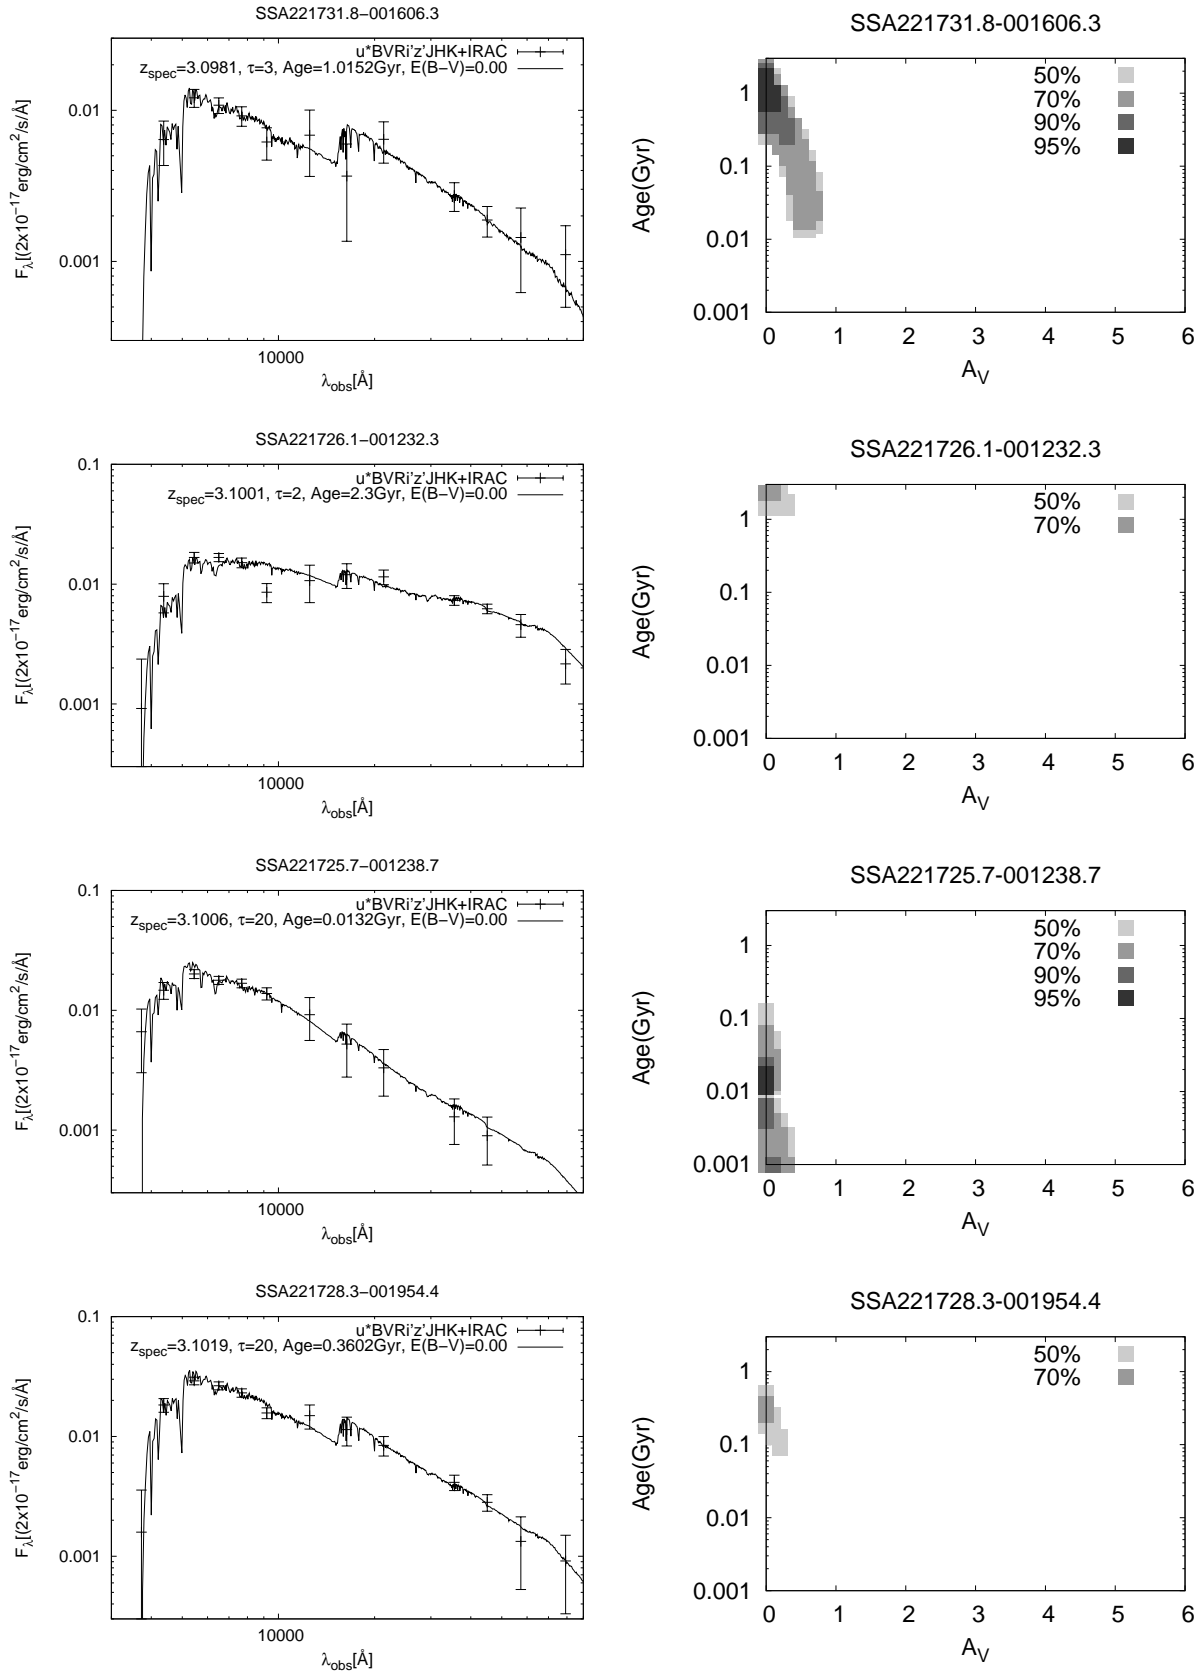 SSA221731.8−001606.3
u*BVRi'z'JHK+IRAC
z_spec=3.0981, τ=3, Age=1.0152Gyr, E(B−V)=0.00
0.01
0.001
F_λ[(2x10^−17 erg/cm^2/s/Å]
10000
λ_obs[Å]
SSA221731.8-001606.3
50%
70%
90%
95%
1
0.1
0.01
0.001
Age(Gyr)
0 1 2 3 4 5 6
A_V
SSA221726.1−001232.3
u*BVRi'z'JHK+IRAC
z_spec=3.1001, τ=2, Age=2.3Gyr, E(B−V)=0.00
0.1
0.01
0.001
F_λ[(2x10^−17 erg/cm^2/s/Å]
10000
λ_obs[Å]
SSA221726.1-001232.3
50%
70%
1
0.1
0.01
0.001
Age(Gyr)
0 1 2 3 4 5 6
A_V
SSA221725.7−001238.7
u*BVRi'z'JHK+IRAC
z_spec=3.1006, τ=20, Age=0.0132Gyr, E(B−V)=0.00
0.1
0.01
0.001
F_λ[(2x10^−17 erg/cm^2/s/Å]
10000
λ_obs[Å]
SSA221725.7-001238.7
50%
70%
90%
95%
1
0.1
0.01
0.001
Age(Gyr)
0 1 2 3 4 5 6
A_V
SSA221728.3−001954.4
u*BVRi'z'JHK+IRAC
z_spec=3.1019, τ=20, Age=0.3602Gyr, E(B−V)=0.00
0.1
0.01
0.001
F_λ[(2x10^−17 erg/cm^2/s/Å]
10000
λ_obs[Å]
SSA221728.3-001954.4
50%
70%
1
0.1
0.01
0.001
Age(Gyr)
0 1 2 3 4 5 6
A_V